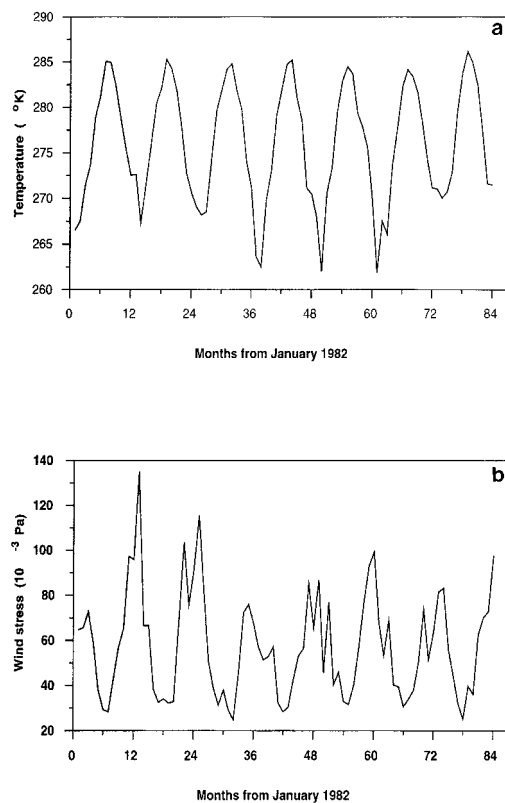 290
a
285
280
275
270
265
260
Temperature ( °K)
0 12 24 36 48 60 72 84
Months from January 1982
140
b
120
100
80
60
40
20
Wind stress (10 -3 Pa)
0 12 24 36 48 60 72 84
Months from January 1982